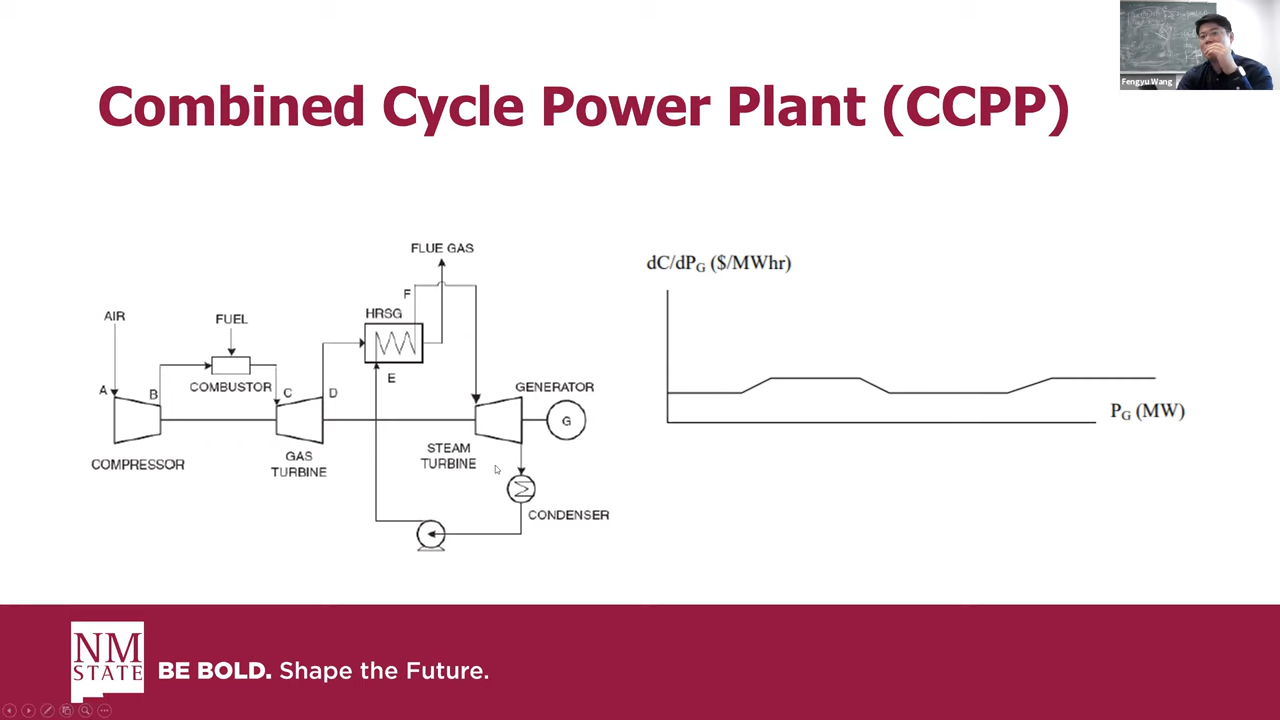 Fengyu Wang
Combined Cycle Power Plant (CCPP)
FLUE GAS
F
HRSG
AIR
FUEL
E
A
B
COMBUSTOR
C
D
GENERATOR
G
COMPRESSOR
GAS
TURBINE
STEAM
TURBINE
CONDENSER
dC/dPG ($/MWhr)
PG (MW)
NM
STATE
BE BOLD. Shape the Future.